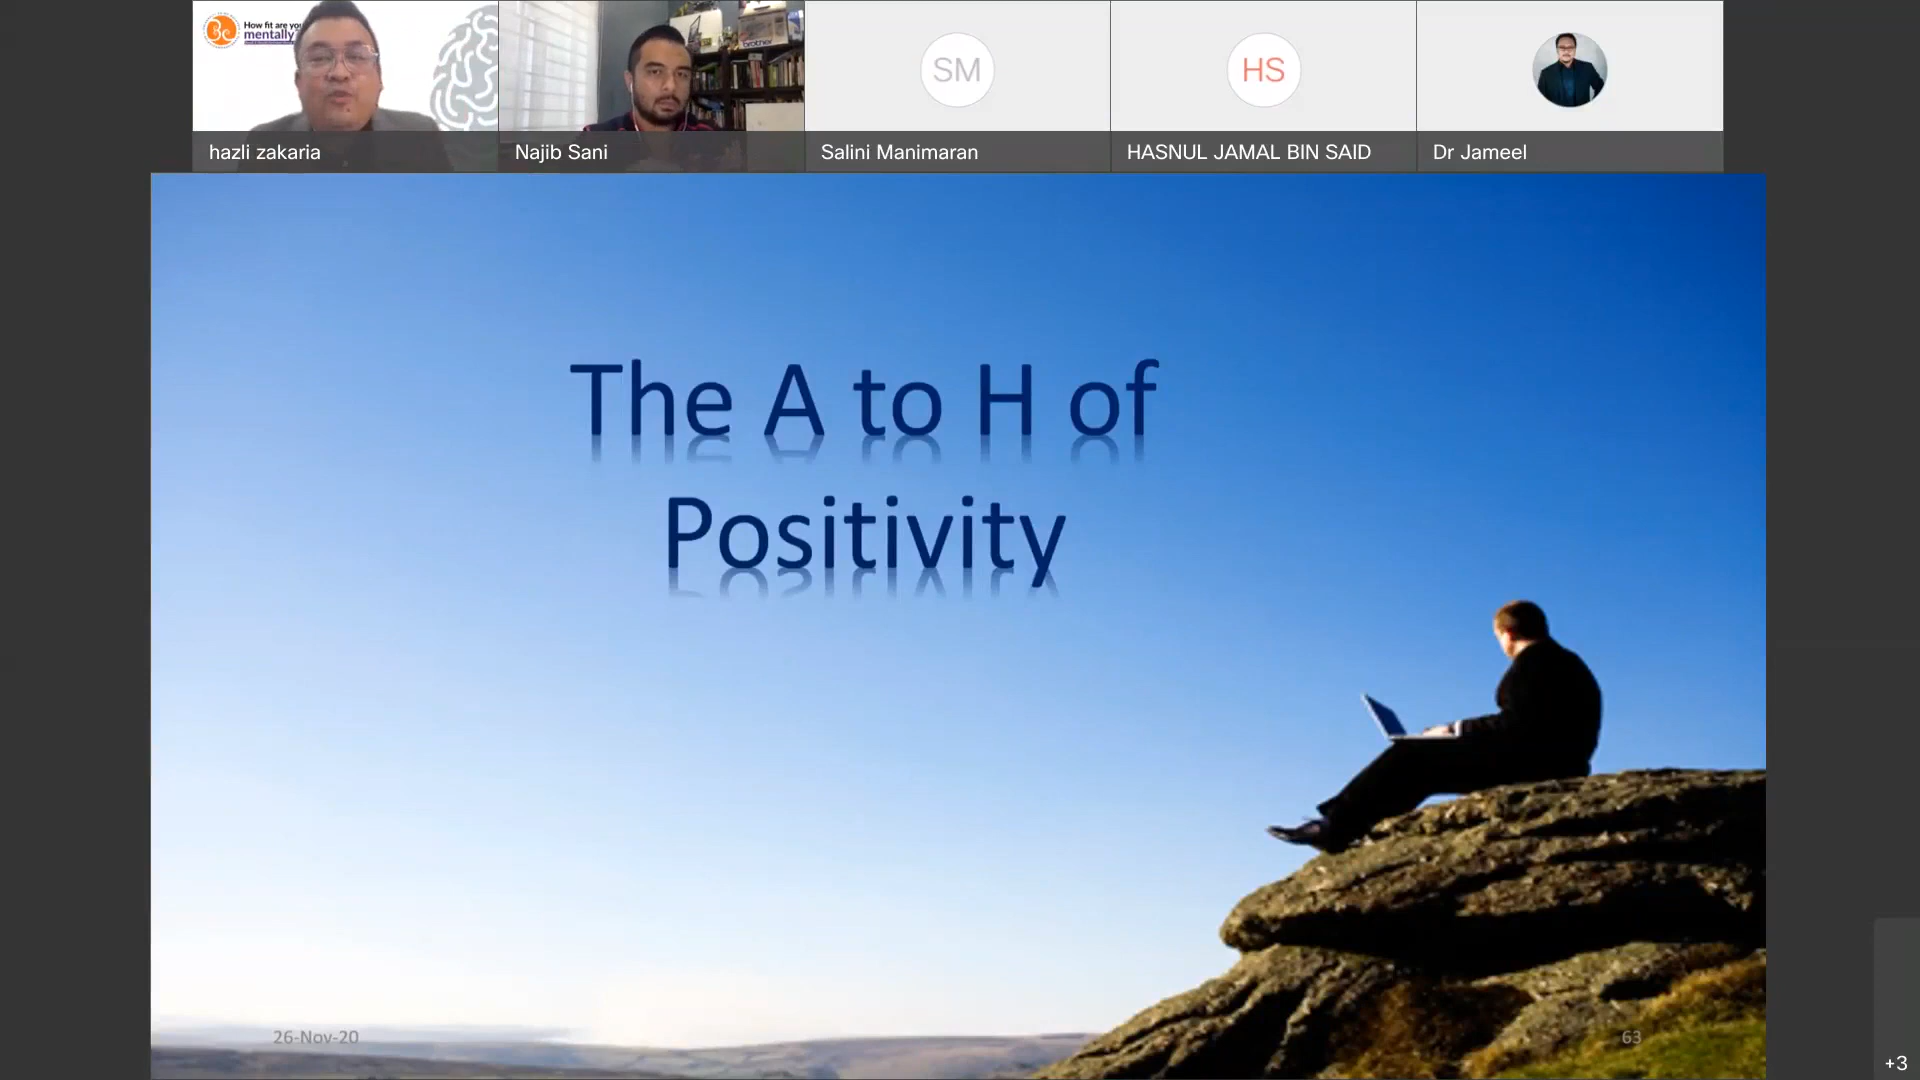 How fit are you
mentally
brother
SM
HS
hazli zakaria
Najib Sani
Salini Manimaran
HASNUL JAMAL BIN SAID
Dr Jameel
The A to H of
Positivity
26-Nov-20
63
+3